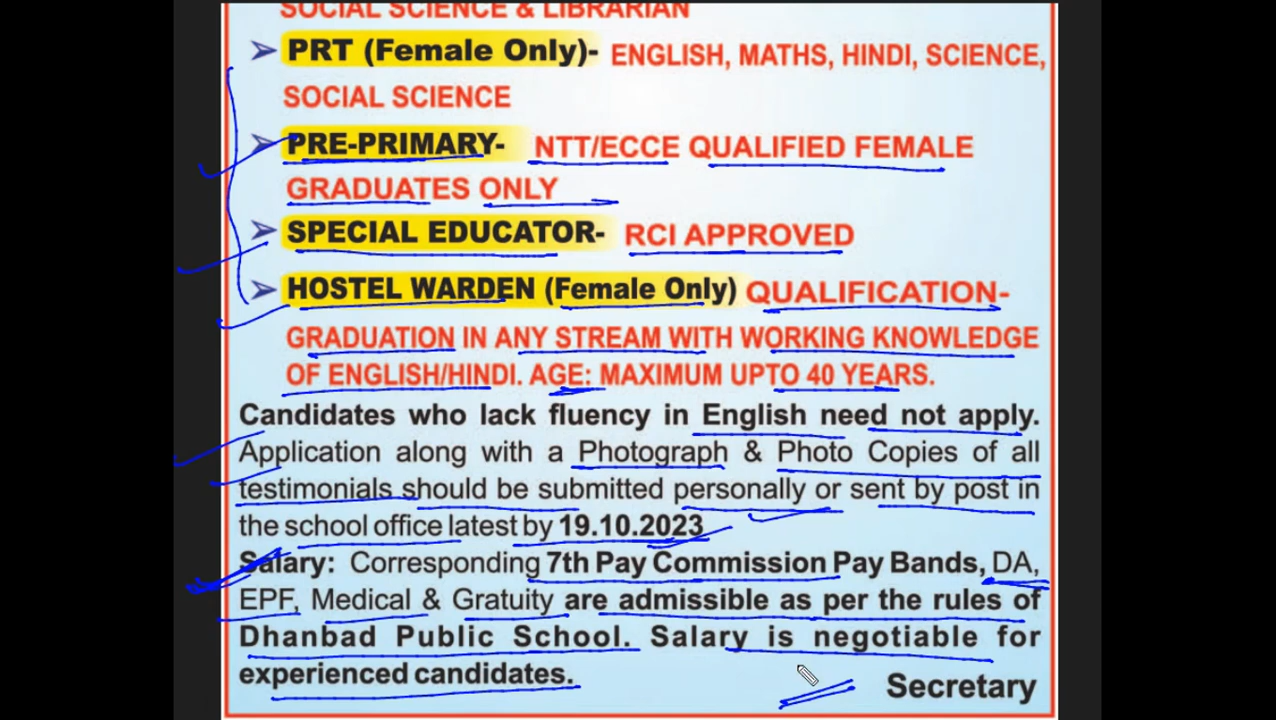 SOCIAL SCIENCE & LIBRARIAN
➢ PRT (Female Only)- ENGLISH, MATHS, HINDI, SCIENCE,
SOCIAL SCIENCE
➢ PRE-PRIMARY- NTT/ECCE QUALIFIED FEMALE
GRADUATES ONLY
➢ SPECIAL EDUCATOR- RCI APPROVED
➢ HOSTEL WARDEN (Female Only) QUALIFICATION-
GRADUATION IN ANY STREAM WITH WORKING KNOWLEDGE
OF ENGLISH/HINDI. AGE: MAXIMUM UPTO 40 YEARS.
Candidates who lack fluency in English need not apply.
Application along with a Photograph & Photo Copies of all
testimonials should be submitted personally or sent by post in
the school office latest by 19.10.2023
Salary: Corresponding 7th Pay Commission Pay Bands, DA,
EPF, Medical & Gratuity are admissible as per the rules of
Dhanbad Public School. Salary is negotiable for
experienced candidates.
Secretary